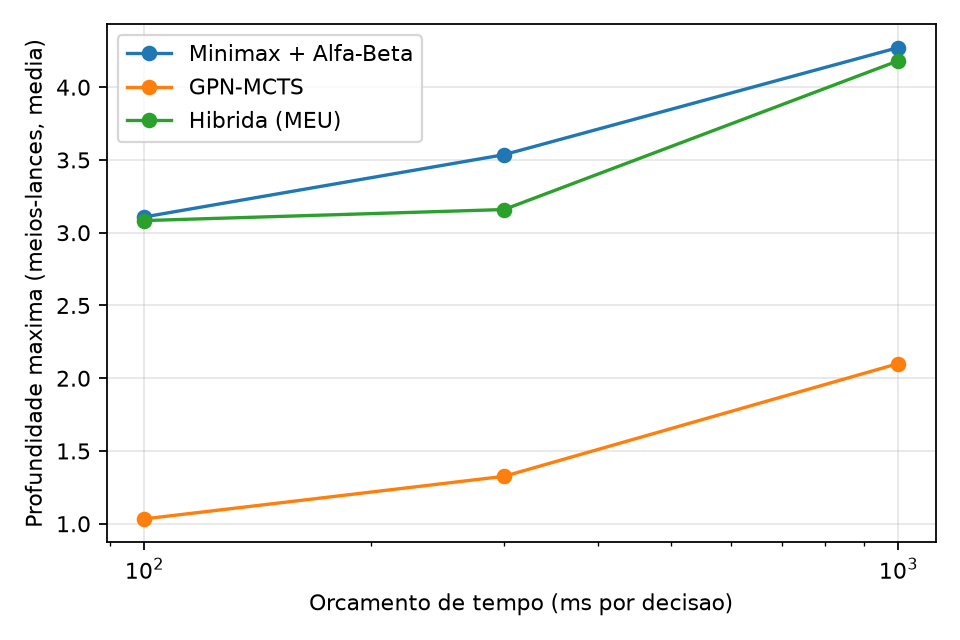 Minimax + Alfa-Beta
GPN-MCTS
Hibrida (MEU)
Profundidade maxima (meios-lances, media)
4.0
3.5
3.0
2.5
2.0
1.5
1.0
10² 10³
Orcamento de tempo (ms por decisao)